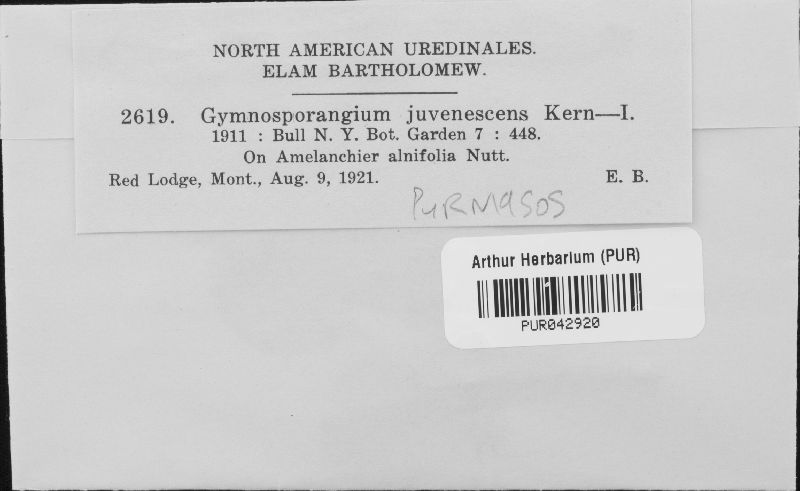 NORTH AMERICAN UREDINALES.
ELAM BARTHOLOMEW.
2619. Gymnosporangium juvenescens Kern—I.
1911 : Bull N. Y. Bot. Garden 7 : 448.
On Amelanchier alnifolia Nutt.
Red Lodge, Mont., Aug. 9, 1921. E. B.
PURM9505
Arthur Herbarium (PUR)
PUR042920